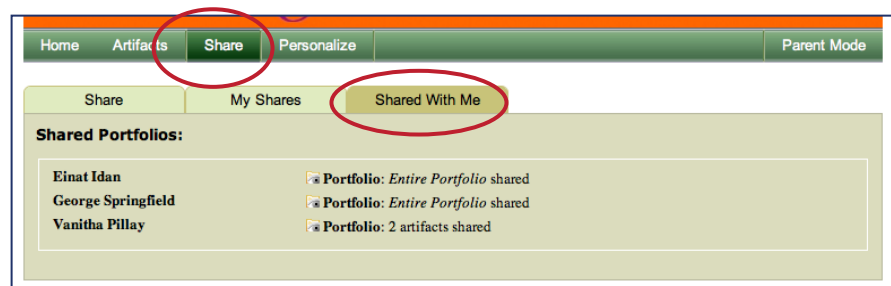 Home Artifacts Share Personalize Parent Mode
Share My Shares Shared With Me
Shared Portfolios:
Einat Idan Portfolio: Entire Portfolio shared
George Springfield Portfolio: Entire Portfolio shared
Vanitha Pillay Portfolio: 2 artifacts shared